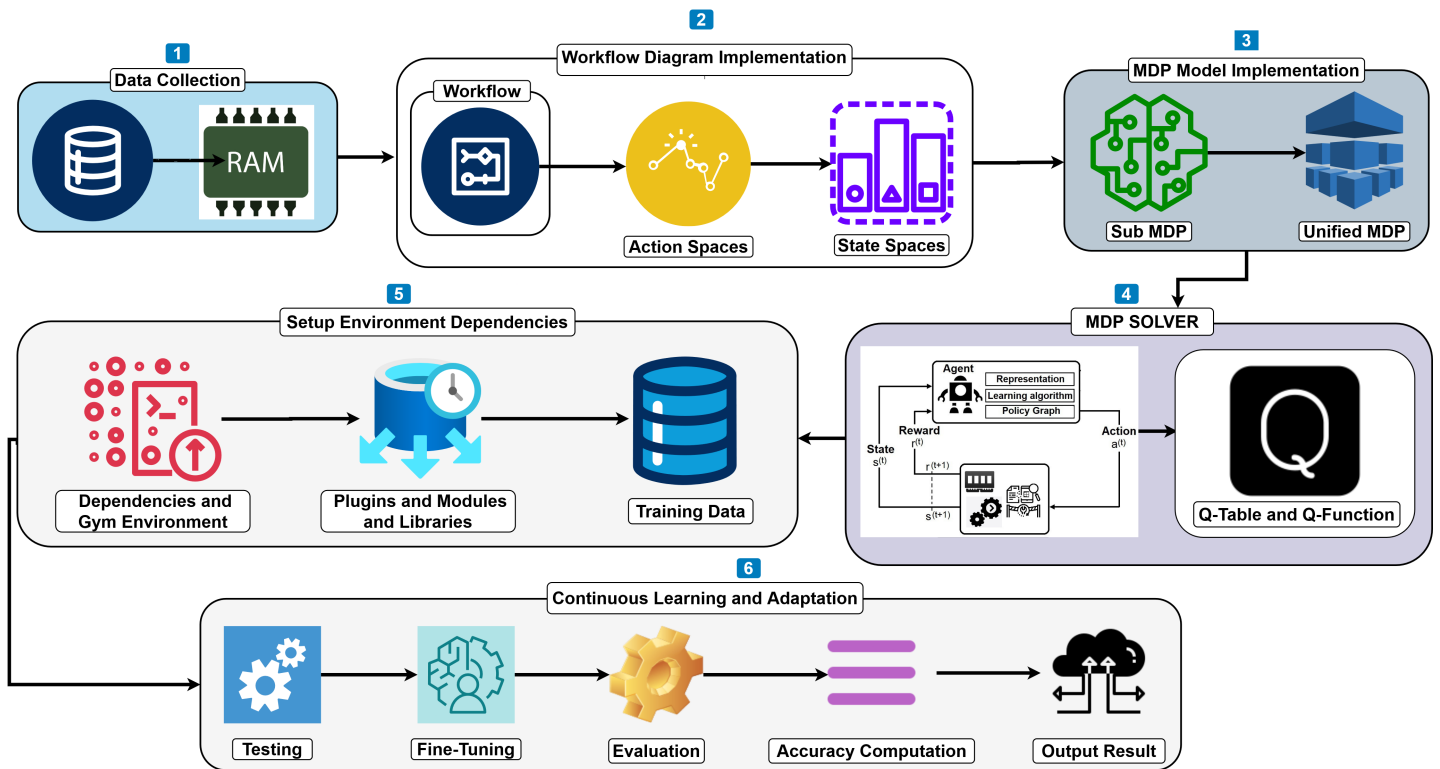 1
Data Collection
RAM
2
Workflow Diagram Implementation
Workflow
Action Spaces
State Spaces
3
MDP Model Implementation
Sub MDP
Unified MDP
4
MDP SOLVER
Agent
Representation
Learning algorithm
Policy Graph
State
s(t)
Reward
r(t)
Action
a(t)
r(t+1)
s(t+1)
Q
Q-Table and Q-Function
5
Setup Environment Dependencies
Dependencies and
Gym Environment
Plugins and Modules
and Libraries
Training Data
6
Continuous Learning and Adaptation
Testing
Fine-Tuning
Evaluation
Accuracy Computation
Output Result